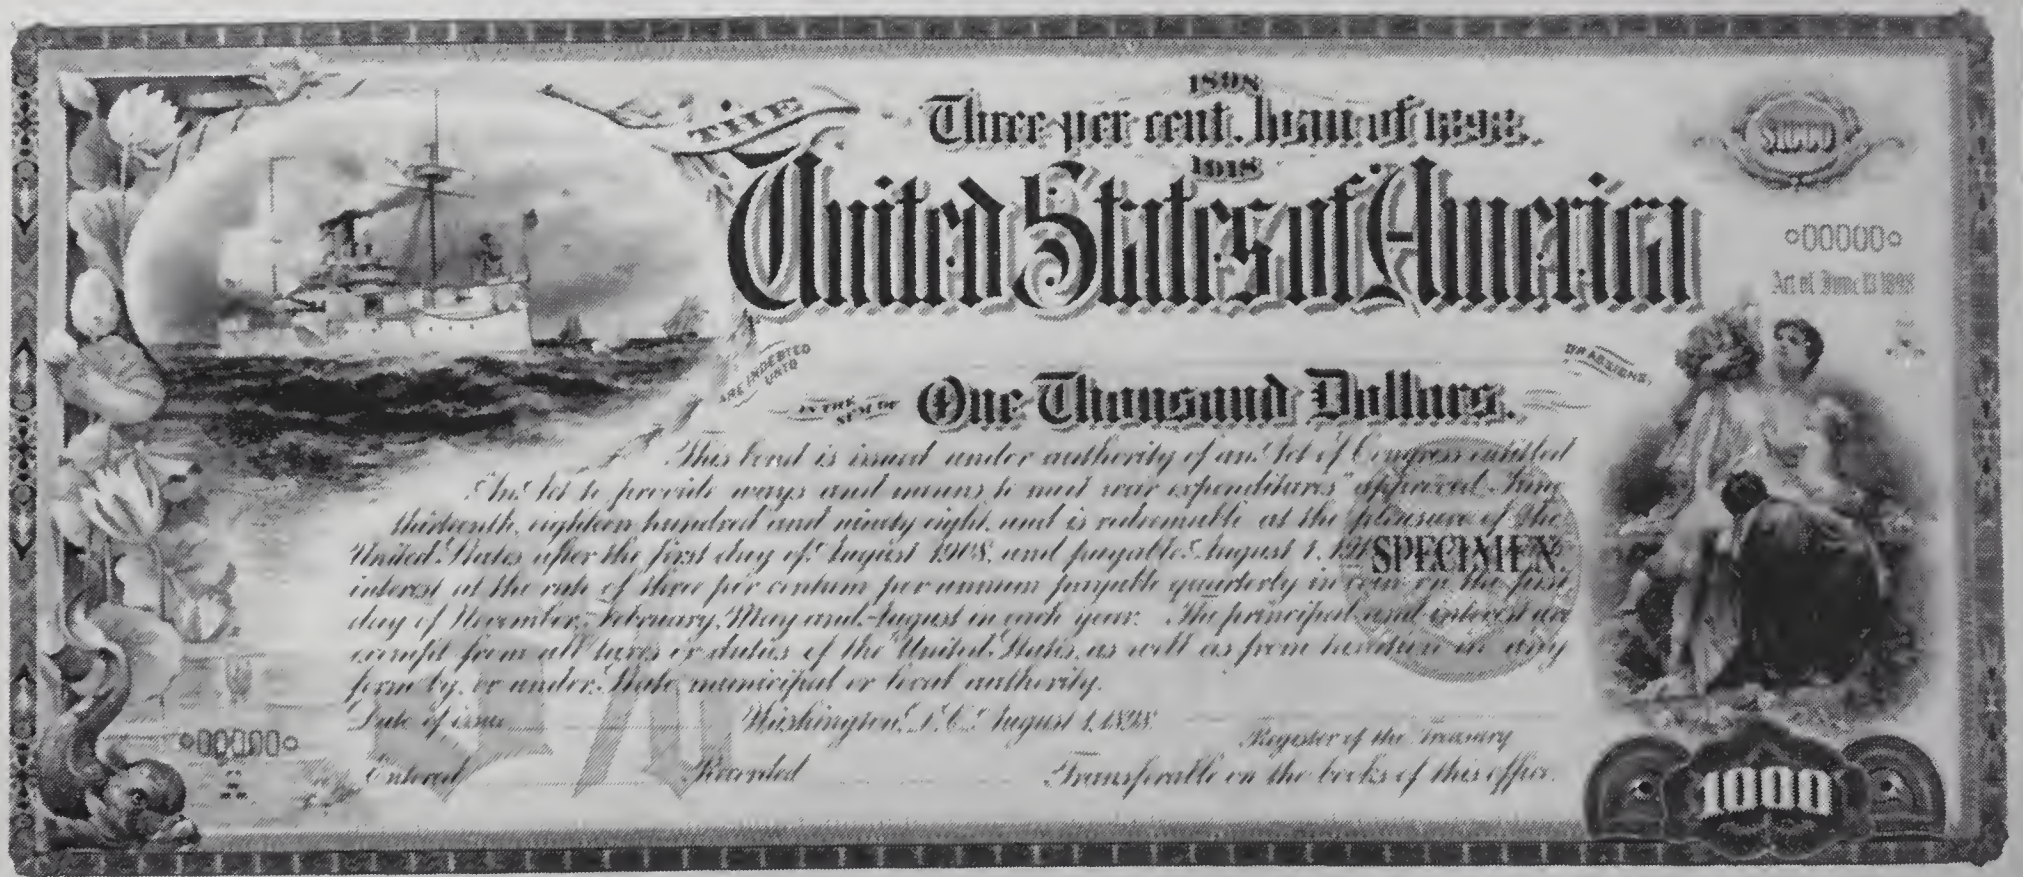 THE
1898
Three per cent. loan of 1898.
1918
$1000
United States of America
00000
Act of June 13 1898
ARE INDEBTED
UNTO
OR ASSIGNS,
IN THE
SUM OF
One Thousand Dollars.
This bond is issued under authority of an Act of Congress entitled
"An Act to provide ways and means to meet war expenditures" approved June
thirteenth, eighteen hundred and ninety eight, and is redeemable at the pleasure of the
United States after the first day of August 1908, and payable August 1,
SPECIMEN.
interest at the rate of three per centum per annum payable quarterly in coin on the first
day of November, February, May and August in each year. The principal and interest are
exempt from all taxes or duties of the United States, as well as from taxation in any
form by, or under State, municipal or local authority.
Date of issue
Washington, D.C. August 1, 1898.
Register of the Treasury
00000
Entered
Recorded
Transferable on the books of this office.
1000